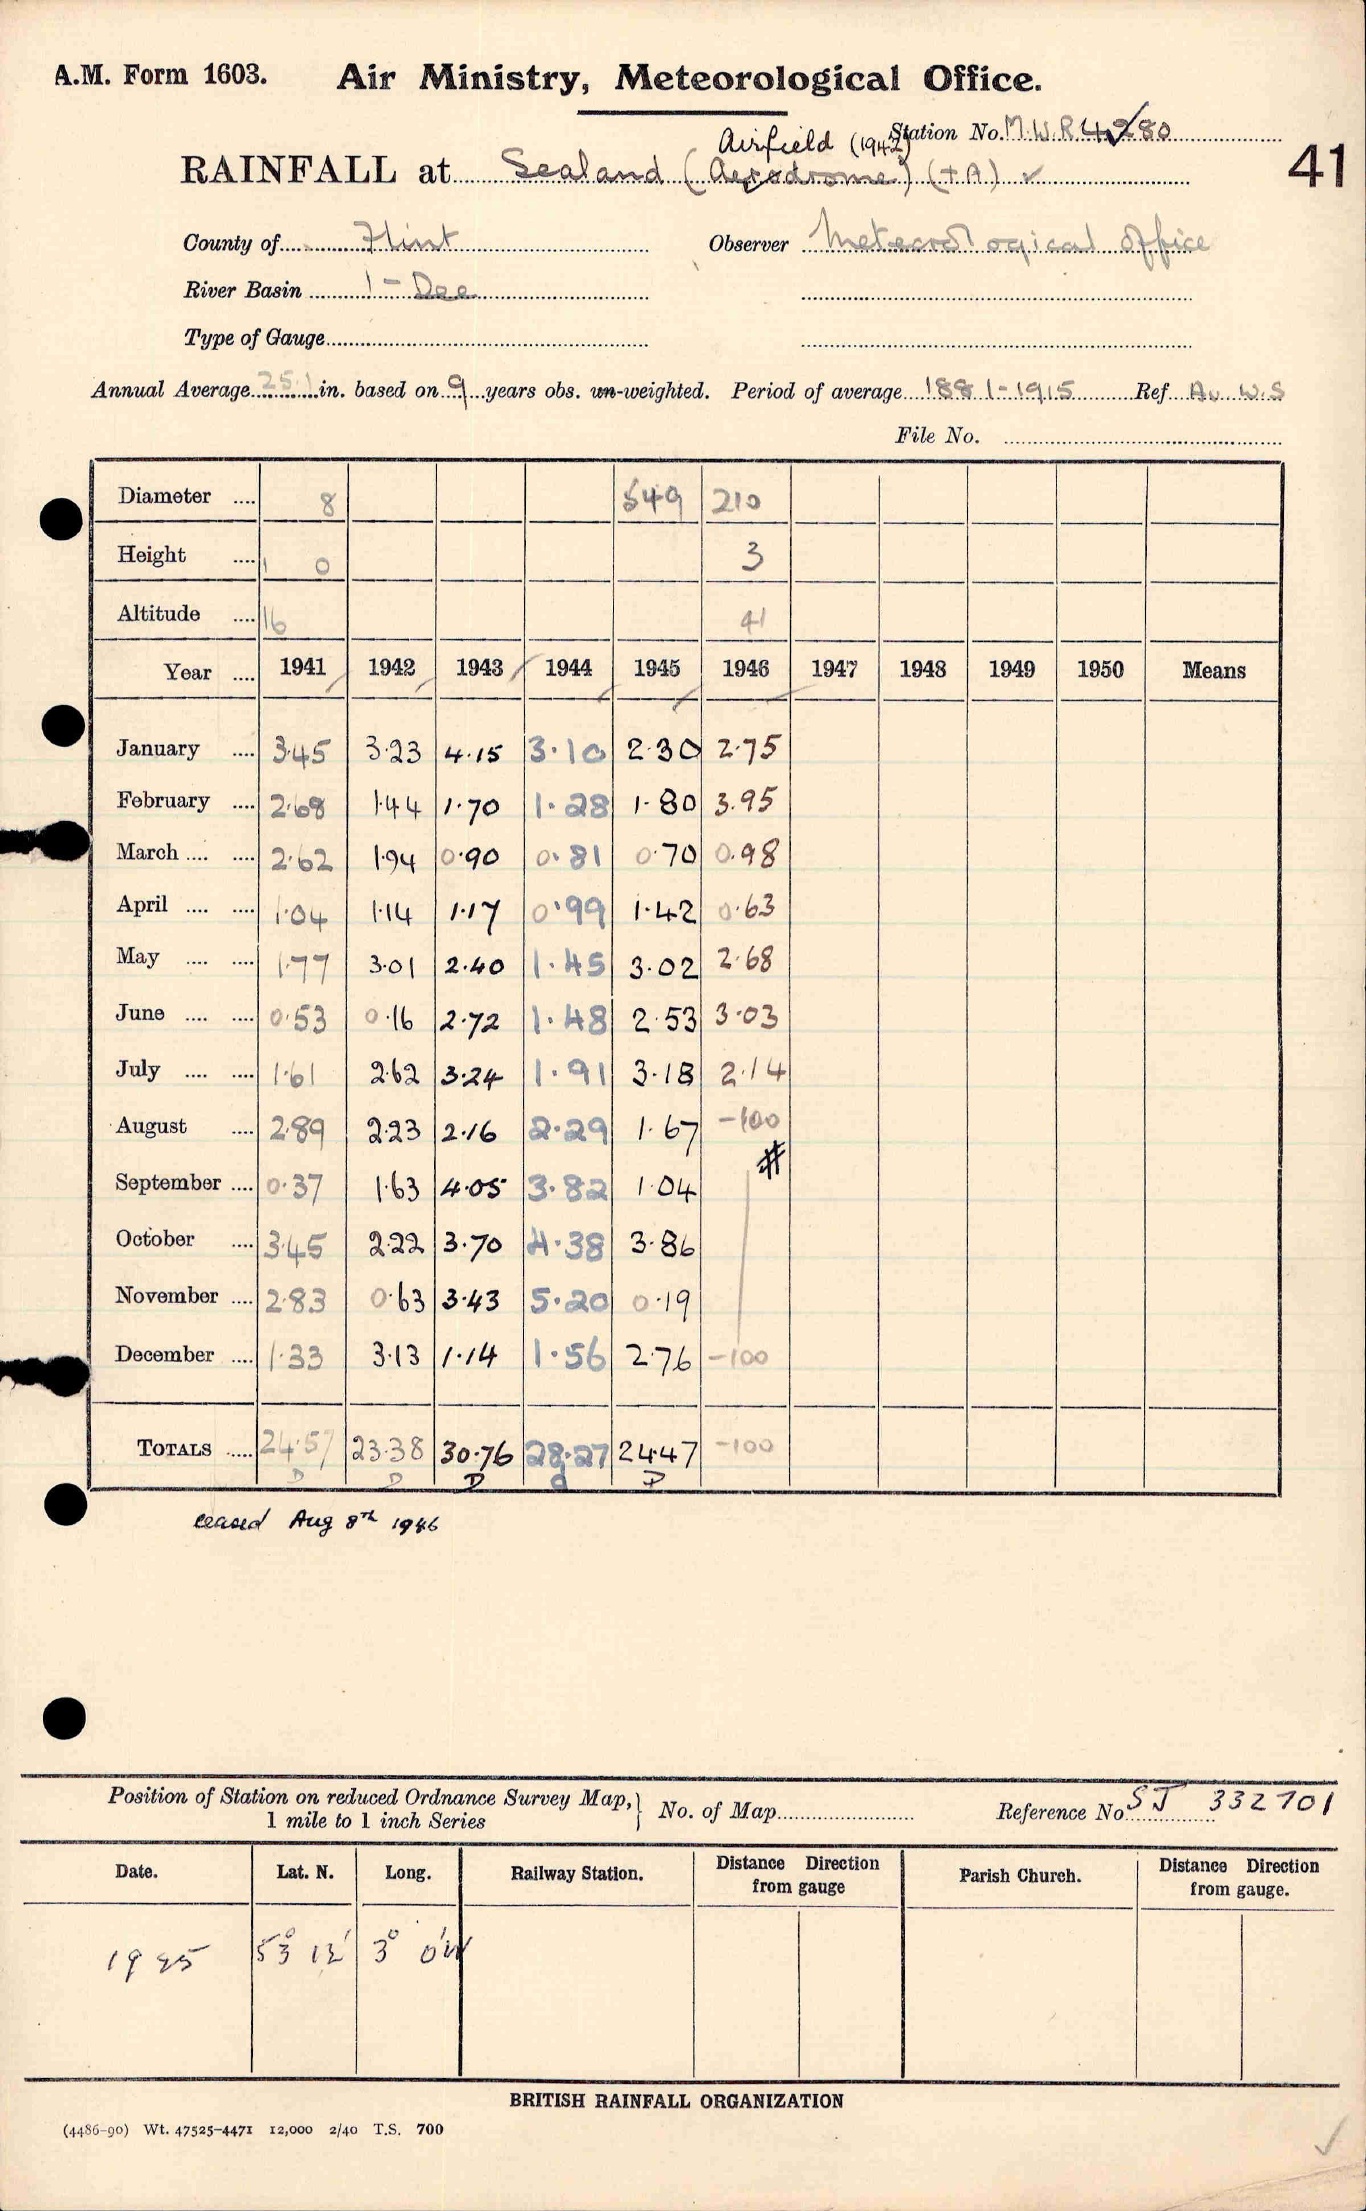 A.M. Form 1603. Air Ministry, Meteorological Office.
Station No. M.W.R 4280
41
Airfield (1942)
RAINFALL at Sealand (Aerodrome) (+A) ✓
County of Flint Observer Meteorological Office
River Basin 1 - Dee
Type of Gauge
Annual Average 25.1 in. based on 9 years obs. un-weighted. Period of average 1881-1915 Ref Av. W.S
File No.
Diameter .... 8 549 210
Height .... 1 0 3
Altitude .... 16 41
Year .... 1941 1942 1943 1944 1945 1946 1947 1948 1949 1950 Means
January .... 3.45 3.23 4.15 3.10 2.30 2.75
February .... 2.68 1.44 1.70 1.28 1.80 3.95
March .... .... 2.62 1.94 0.90 0.81 0.70 0.98
April .... .... 1.04 1.14 1.17 0.99 1.42 0.63
May .... .... 1.77 3.01 2.40 1.45 3.02 2.68
June .... .... 0.53 0.16 2.72 1.48 2.53 3.03
July .... .... 1.61 2.62 3.24 1.91 3.18 2.14
August .... 2.89 2.23 2.16 2.29 1.67 -100
#
September .... 0.37 1.63 4.05 3.82 1.04
October .... 3.45 2.22 3.70 4.38 3.86
November .... 2.83 0.63 3.43 5.20 0.19
December .... 1.33 3.13 1.14 1.56 2.76 -100
TOTALS .... 24.57 23.38 30.76 28.27 24.47 -100
D D D d D
ceased Aug 8th 1946
Position of Station on reduced Ordnance Survey Map, 1 mile to 1 inch Series } No. of Map Reference No. SJ 332701
Date. Lat. N. Long. Railway Station. Distance Direction from gauge Parish Church. Distance Direction from gauge.
53° 12' 3° 0'W
BRITISH RAINFALL ORGANIZATION
(4486-90) Wt. 47525-4471 12,000 2/40 T.S. 700